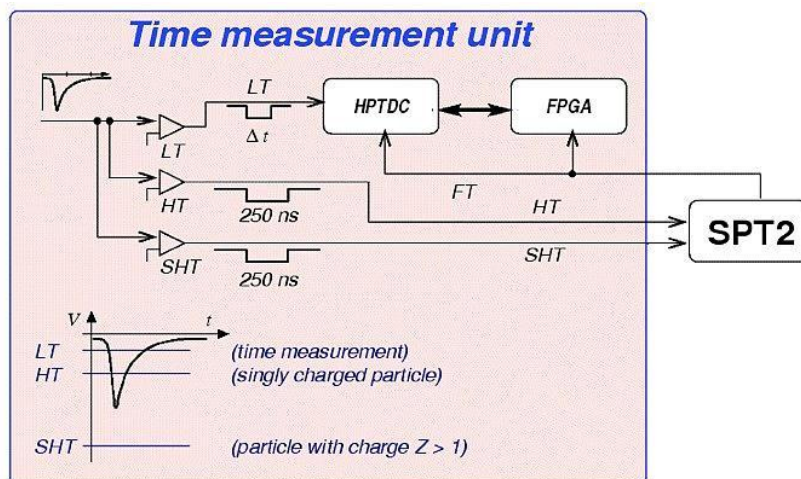 Time measurement unit
LT
HPTDC
FPGA
LT
Δ t
FT
HT
HT
250 ns
SPT2
SHT
SHT
250 ns
V
t
LT
(time measurement)
HT
(singly charged particle)
SHT
(particle with charge Z > 1)